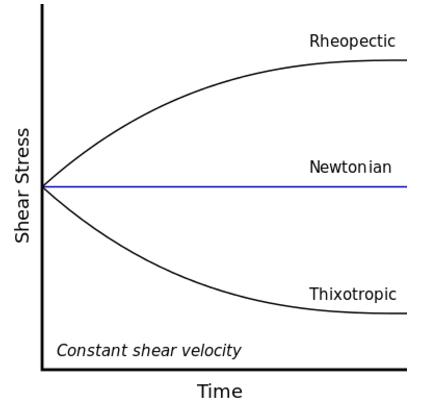 Rheopectic
Newtonian
Thixotropic
Constant shear velocity
Shear Stress
Time